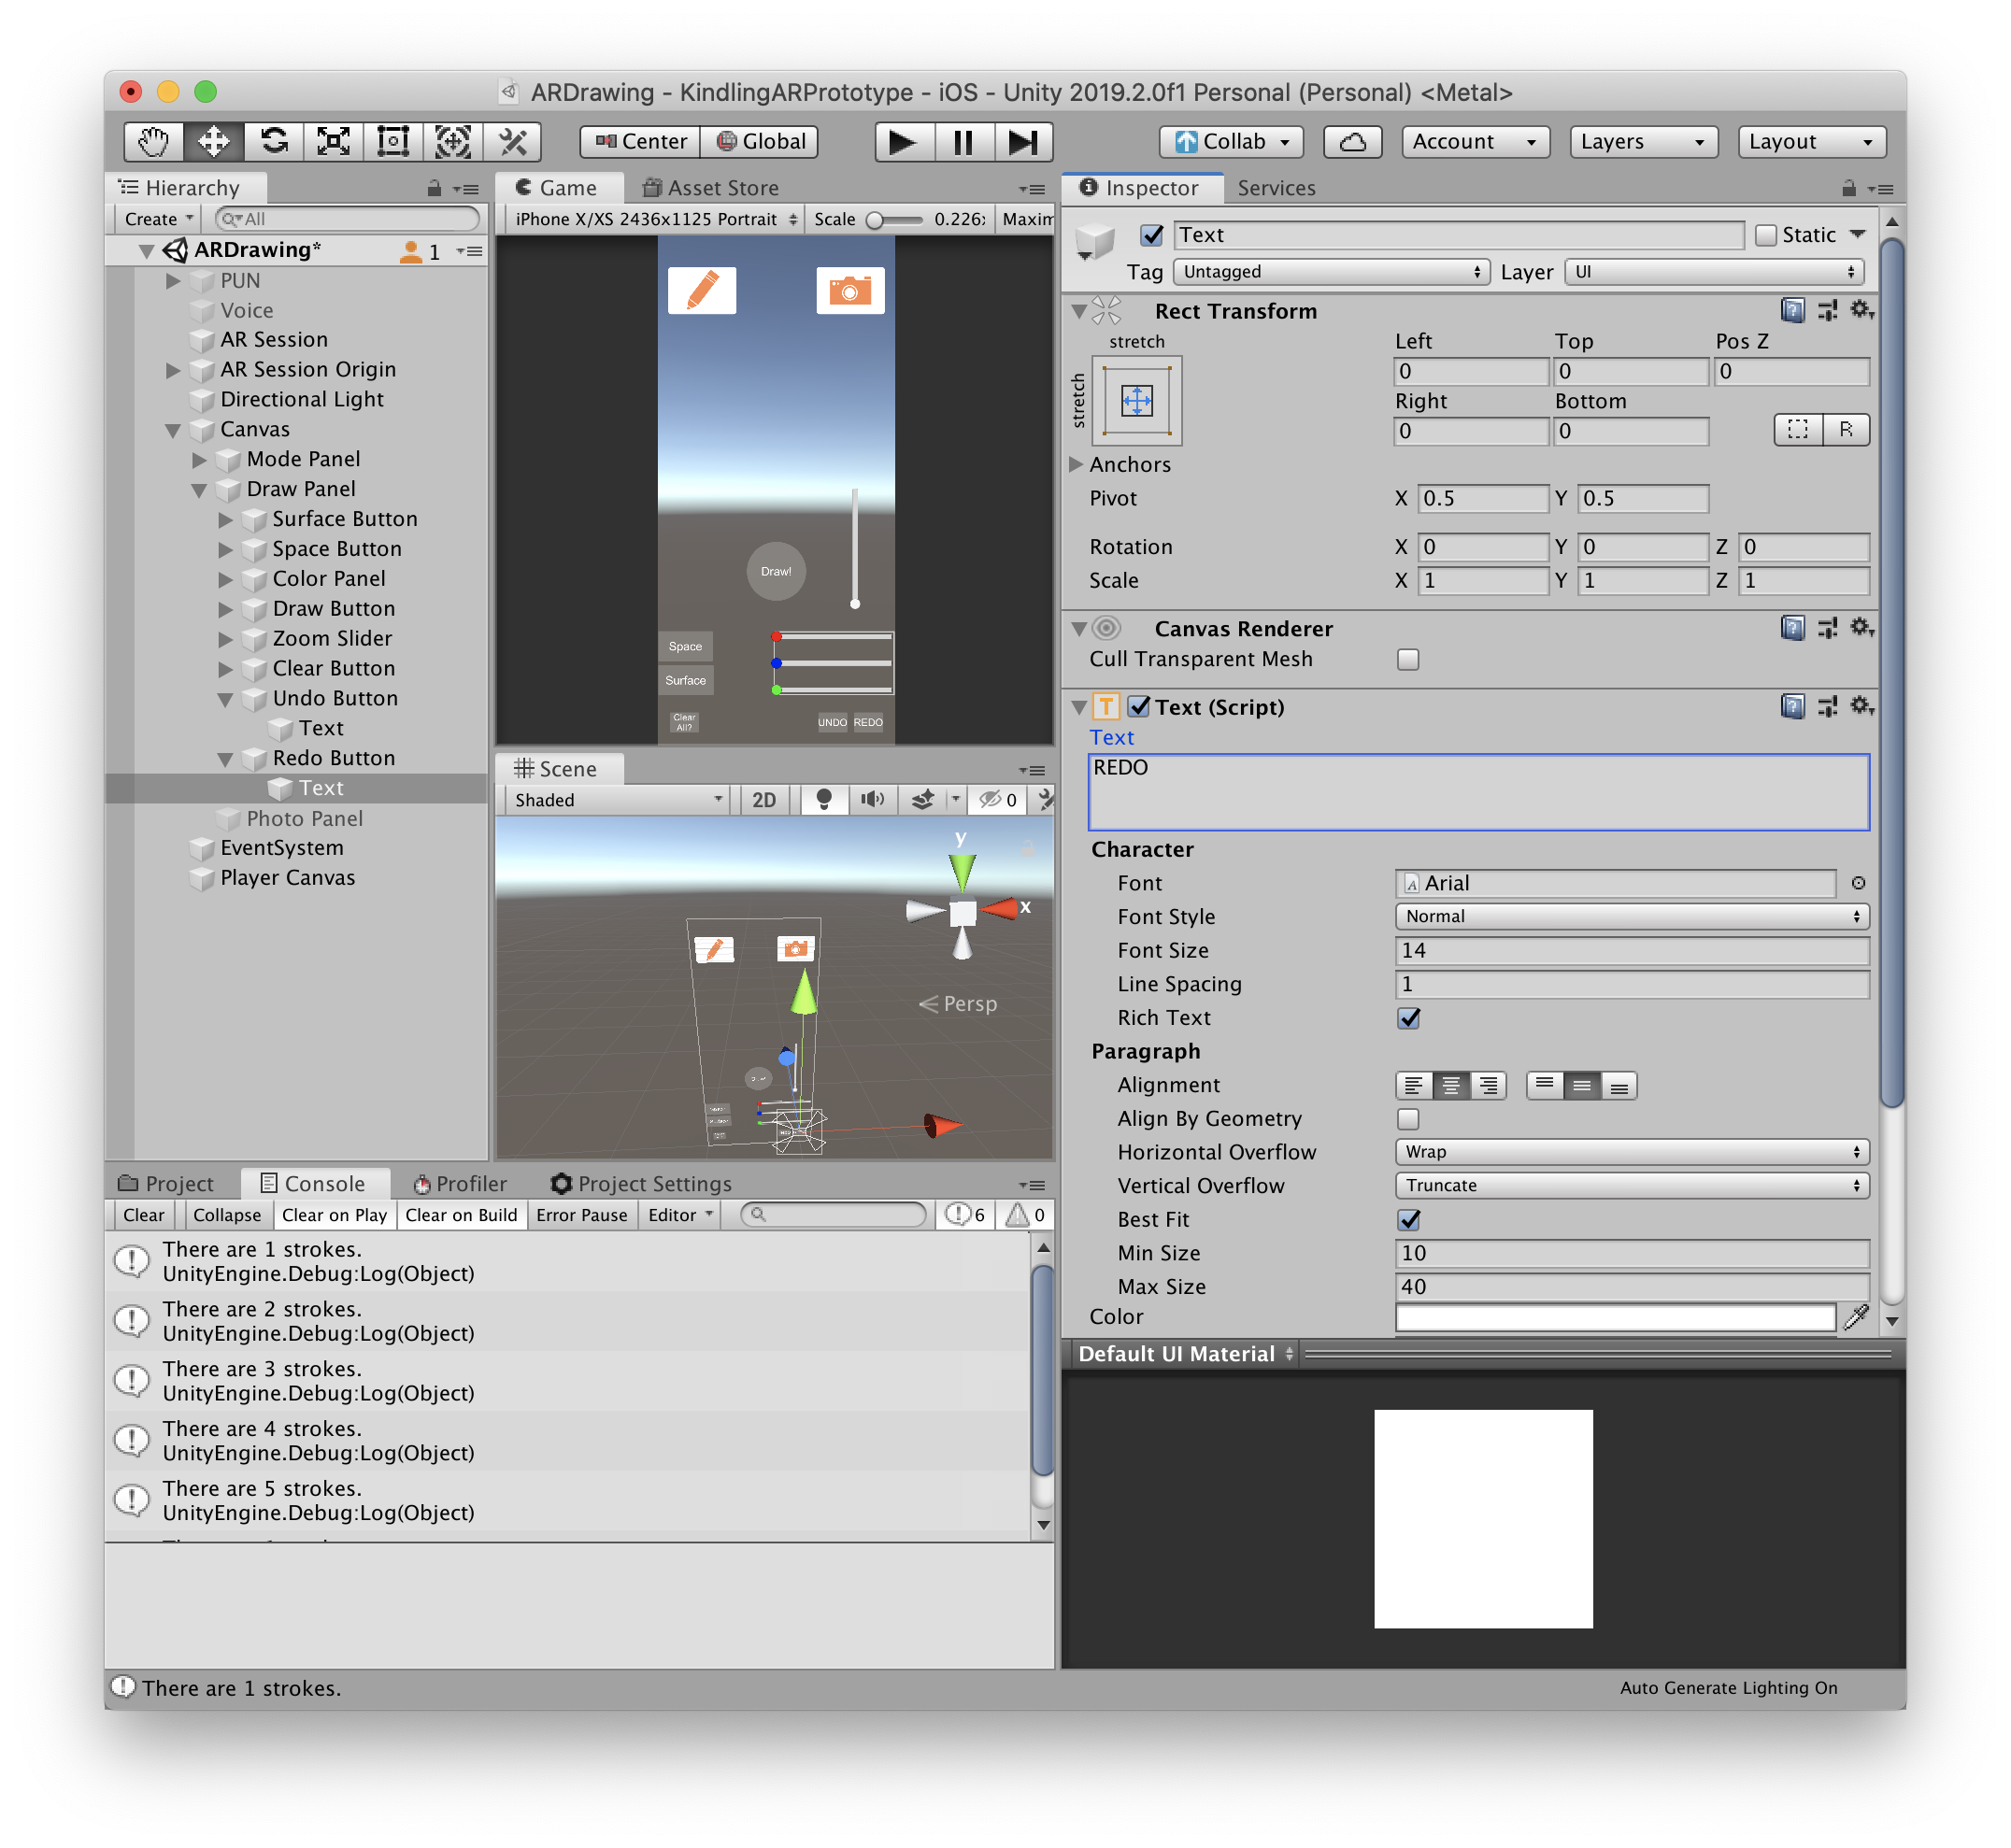 ARDrawing - KindlingARPrototype - iOS - Unity 2019.2.0f1 Personal (Personal) <Metal>
Center Global Collab Account Layers Layout
Hierarchy
Create All
ARDrawing* 1
PUN
Voice
AR Session
AR Session Origin
Directional Light
Canvas
Mode Panel
Draw Panel
Surface Button
Space Button
Color Panel
Draw Button
Zoom Slider
Clear Button
Undo Button
Text
Redo Button
Text
Photo Panel
EventSystem
Player Canvas
Game Asset Store
iPhone X/XS 2436x1125 Portrait Scale 0.226x Maxim
Draw!
Space
Surface
Clear
All?
UNDO REDO
Scene
Shaded 2D 0
y
x
Persp
Inspector Services
Text Static
Tag Untagged Layer UI
Rect Transform
stretch
stretch
Left Top Pos Z
0 0 0
Right Bottom
0 0 R
Anchors
Pivot X 0.5 Y 0.5
Rotation X 0 Y 0 Z 0
Scale X 1 Y 1 Z 1
Canvas Renderer
Cull Transparent Mesh
T Text (Script)
Text
REDO
Character
Font Arial
Font Style Normal
Font Size 14
Line Spacing 1
Rich Text
Paragraph
Alignment
Align By Geometry
Horizontal Overflow Wrap
Vertical Overflow Truncate
Best Fit
Min Size 10
Max Size 40
Color
Default UI Material
Project Console Profiler Project Settings
Clear Collapse Clear on Play Clear on Build Error Pause Editor 6 0
There are 1 strokes.
UnityEngine.Debug:Log(Object)
There are 2 strokes.
UnityEngine.Debug:Log(Object)
There are 3 strokes.
UnityEngine.Debug:Log(Object)
There are 4 strokes.
UnityEngine.Debug:Log(Object)
There are 5 strokes.
UnityEngine.Debug:Log(Object)
There are 1 strokes.
Auto Generate Lighting On